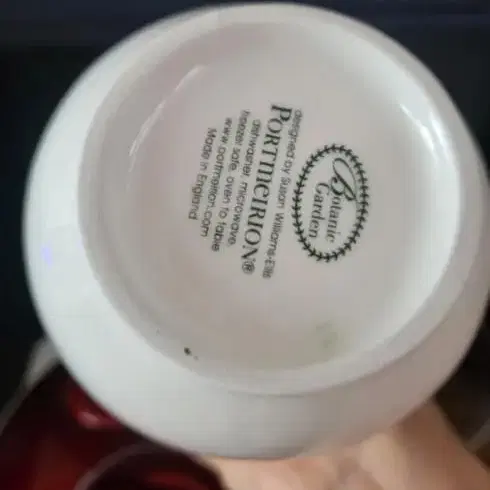 Botanic
Garden
designed by Susan Williams-Ellis
PORTMEIRION®
dishwasher, microwave,
freezer safe, oven to table
www.portmeirion.com
Made in England